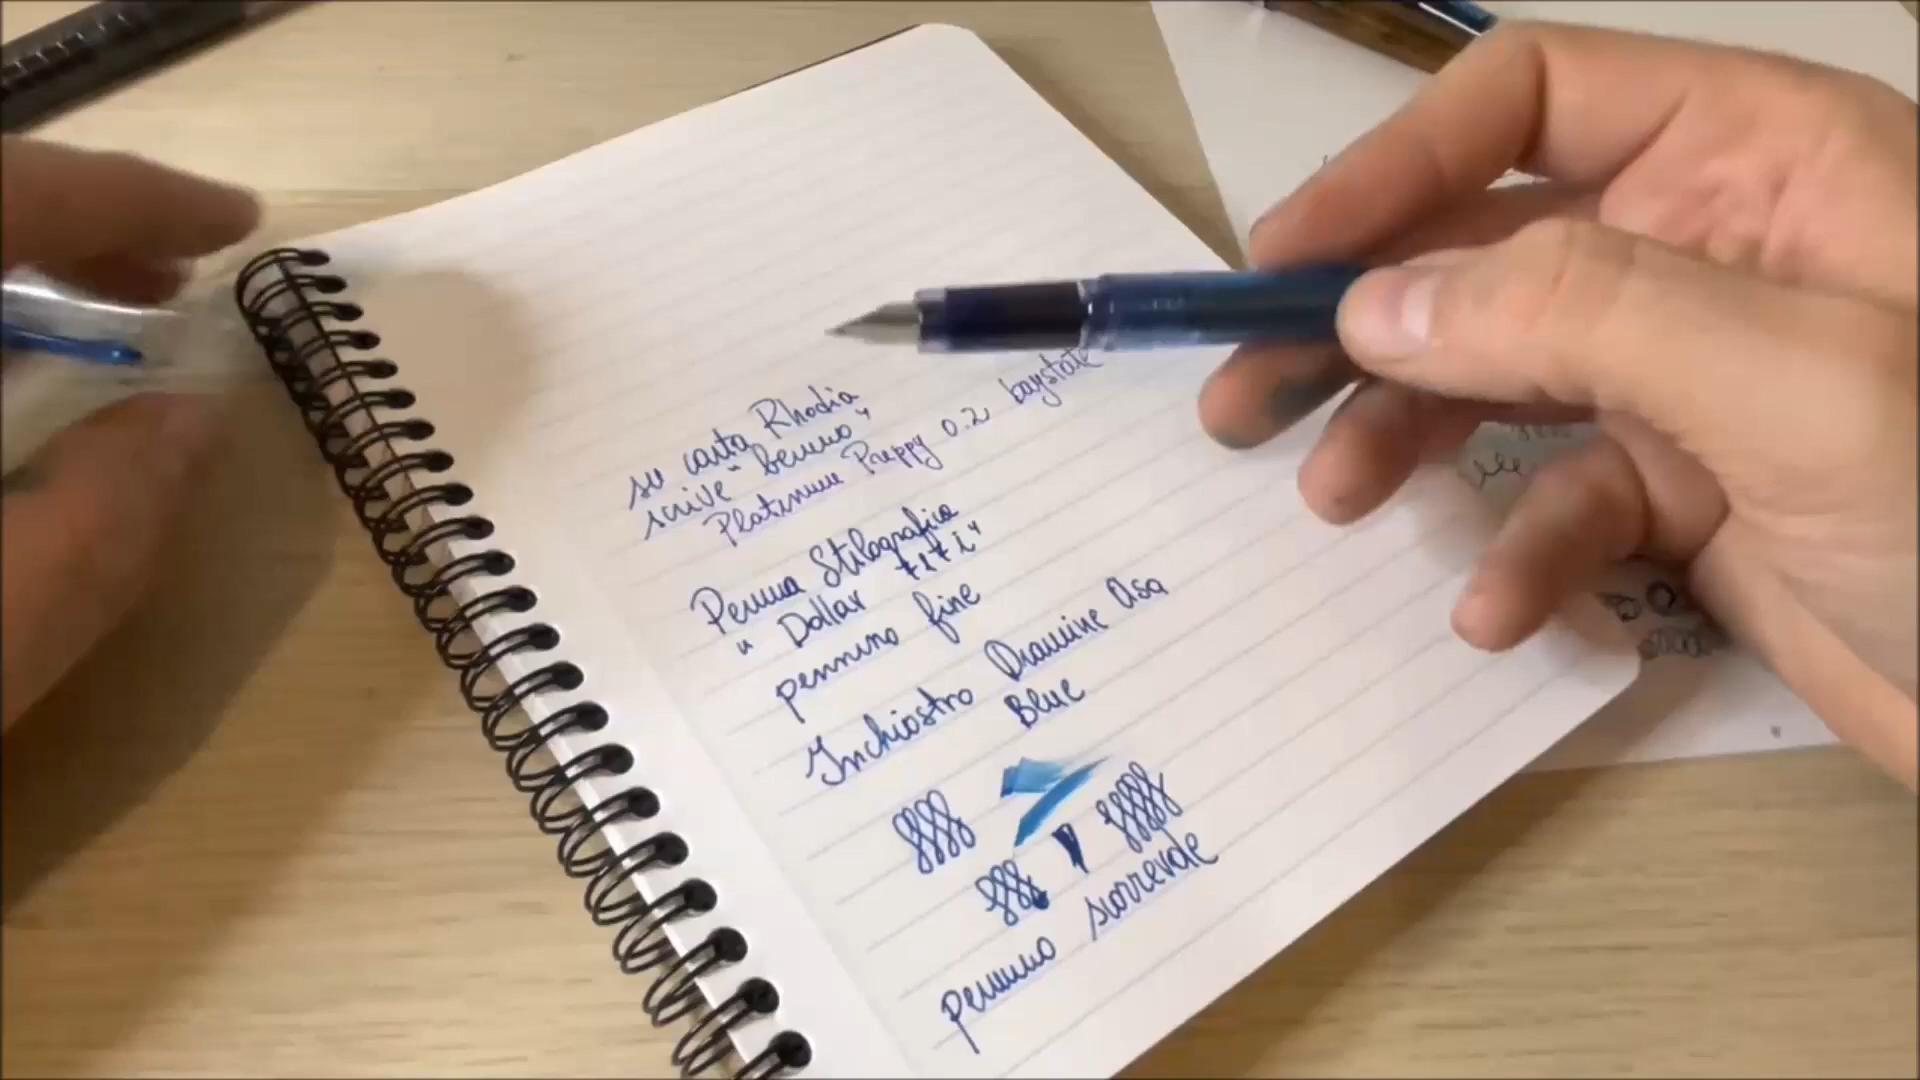 su carta Rhodia
scrive "benino"
Platinum Preppy 0.2 baystate
Penna Stilografica
"Dollar 717i"
pennino fine
Inchiostro Diamine Asa
Blue
pennino scorrevole